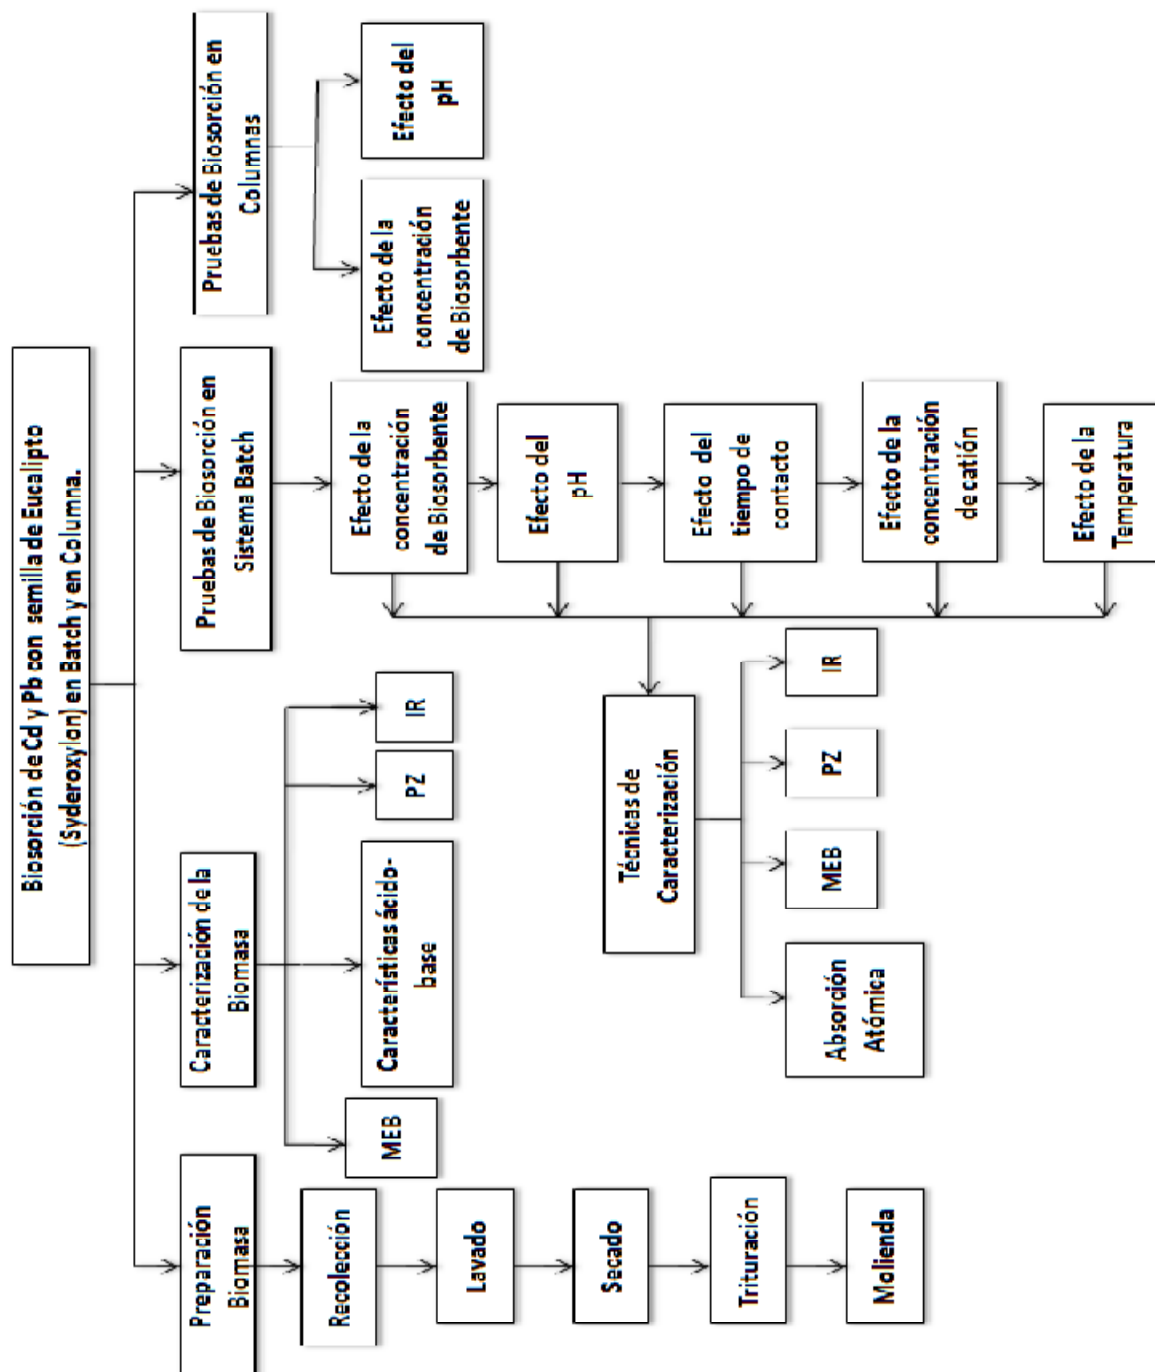 Biosorción de Cd y Pb con semilla de Eucalipto
(Syderoxylon) en Batch y en Columna.
Preparación
Biomasa
Recolección
Lavado
Secado
Trituración
Molienda
Caracterización de la
Biomasa
MEB
Características ácido-
base
PZ
IR
Pruebas de Biosorción en
Sistema Batch
Efecto de la
concentración
de Biosorbente
Efecto del
pH
Efecto del
tiempo de
contacto
Efecto de la
concentración
de catión
Efecto de la
Temperatura
Técnicas de
Caracterización
Absorción
Atómica
MEB
PZ
IR
Pruebas de Biosorción en
Columnas
Efecto de la
concentración
de Biosorbente
Efecto del
pH